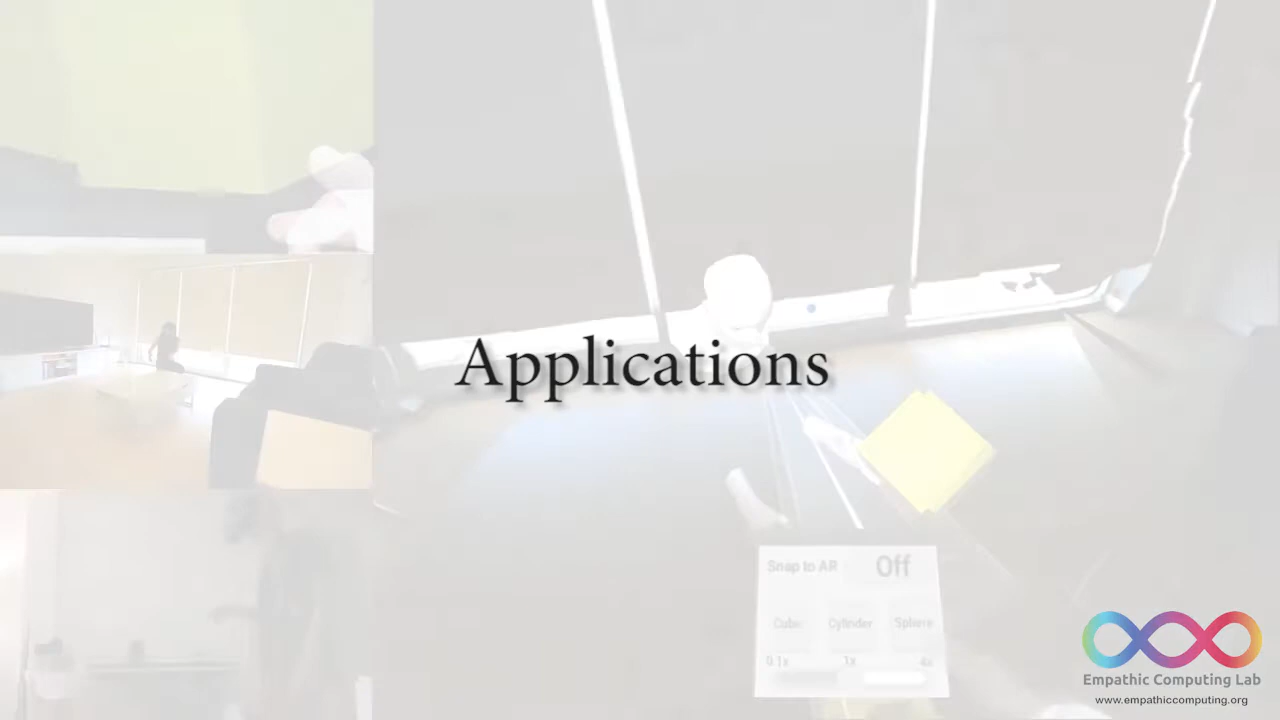 Applications
Snap to AR Off
Cube Cylinder Sphere
0.1x 1x 4x
Empathic Computing Lab
www.empathiccomputing.org